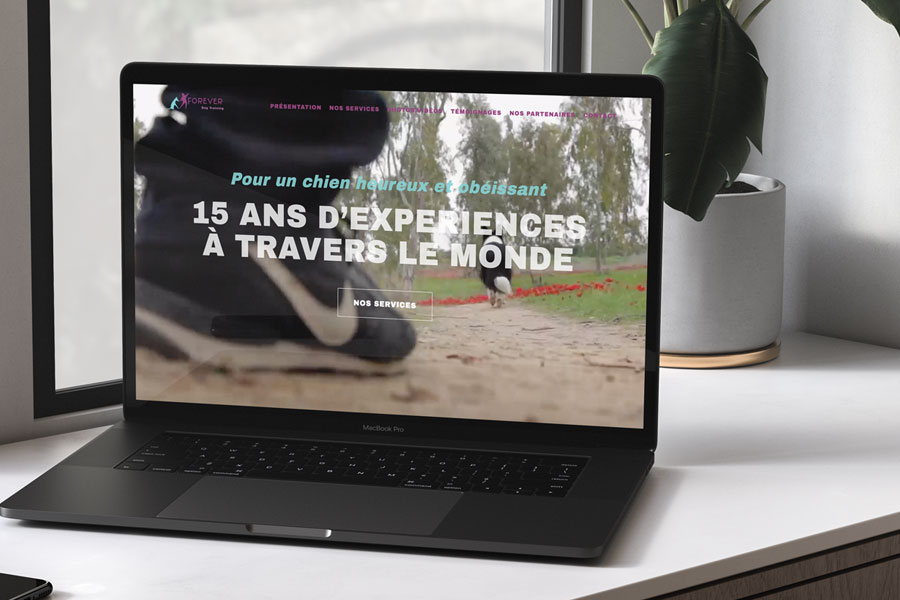 FOREVER
Dog Training
PRÉSENTATION NOS SERVICES TÉMOIGNAGES NOS PARTENAIRES CONTACT
Pour un chien heureux et obéissant
15 ANS D'EXPERIENCES
À TRAVERS LE MONDE
NOS SERVICES
MacBook Pro